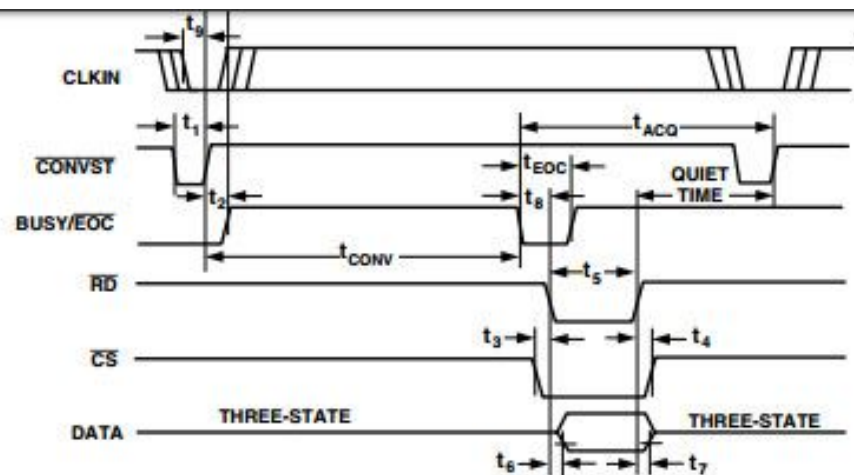 t9
CLKIN
t1
tACQ
CONVST
tEOC
QUIET
TIME
t2
t8
BUSY/EOC
tCONV
t5
RD
t3
t4
CS
THREE-STATE
THREE-STATE
DATA
t6
t7